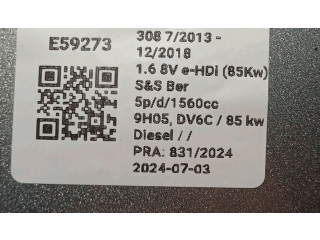 E59273
308 7/2013 -
12/2018
1.6 8V e-HDi (85Kw)
S&S Bør
5p/d/1560cc
9H05, DV6C / 85 kw
Diesel / /
PRA: 831/2024
2024-07-03